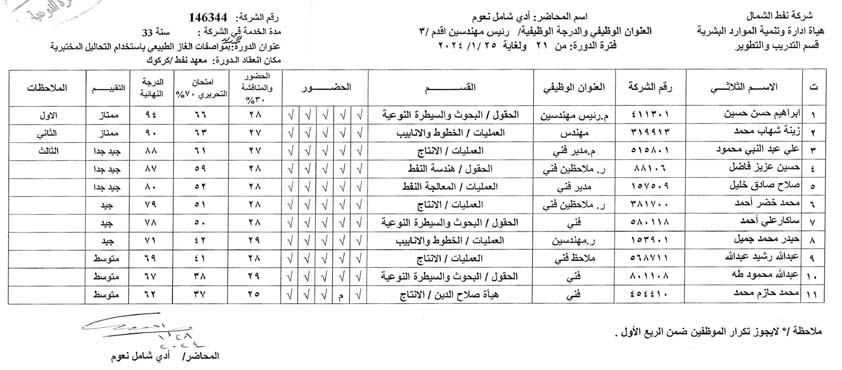 شركة نفط الشمال
هيأة ادارة وتنمية الموارد البشرية
قسم التدريب والتطوير
اسم المحاضر: أدي شامل نعوم
العنوان الوظيفي والدرجة الوظيفية/ رئيس مهندسين اقدم /٣
فترة الدورة: من ٢١ ولغاية ٢٠٢٤/١/٢٥
رقم الشركة: 146344
مدة الخدمة في الشركة: 33 سنة
عنوان الدورة: مواصفات الغاز الطبيعي باستخدام التحاليل المختبرية
مكان انعقاد الدورة: معهد نفط /كركوك
ت الاسم الثلاثي رقم الشركة العنوان الوظيفي القسم الحضور الحضور والمناقشة ٣٠% امتحان التحريري ٧٠% الدرجة النهائية التقييم الملاحظات
١ ابراهيم حسن حسين ٤١١٣٠١ م.رئيس مهندسين الحقول / البحوث والسيطرة النوعية √ √ √ √ √ ٢٨ ٦٦ ٩٤ ممتاز الاول
٢ زينة شهاب محمد ٣١٩٩١٣ مهندس العمليات / الخطوط والانابيب √ √ √ √ √ ٢٧ ٦٣ ٩٠ ممتاز الثاني
٣ علي عبد النبي محمود ٥١٥٨٠١ م.مدير فني العمليات / الانتاج √ √ √ √ √ ٢٧ ٦١ ٨٨ جيد جدا الثالث
٤ حسين عزيز فاضل ٨٨١٠٦ ر. ملاحظين فني الحقول / هندسة النفط √ √ √ √ √ ٢٨ ٥٩ ٨٧ جيد جدا
٥ صلاح صادق خليل ١٥٧٥٠٩ مدير فني العمليات / المعالجة النفط √ √ √ √ √ ٢٨ ٥٢ ٨٠ جيد جدا
٦ محمد خضر أحمد ٣٨١٧٠٠ ر. ملاحظين فني العمليات / الانتاج √ √ √ √ √ ٢٨ ٥١ ٧٩ جيد
٧ ساكار علي أحمد ٥٨٠١١٨ فني الحقول / البحوث والسيطرة النوعية √ √ √ √ √ ٢٨ ٥٠ ٧٨ جيد
٨ حيدر محمد جميل ١٥٣٩٠١ ر.مهندسين العمليات / الخطوط والانابيب √ √ √ √ √ ٢٩ ٤٢ ٧١ جيد
٩ عبدالله رشيد عبدالله ٥٦٨٧١١ ملاحظ فني العمليات / الانتاج √ √ √ √ √ ٢٨ ٤١ ٦٩ متوسط
١٠ عبدالله محمود طه ٨٠١١٠٨ فني الحقول / البحوث والسيطرة النوعية √ √ √ √ √ ٢٩ ٣٨ ٦٧ متوسط
١١ محمد حازم محمد ٤٥٤٤١٠ فني هيأة صلاح الدين / الانتاج √ م √ √ √ ٢٥ ٣٧ ٦٢ متوسط
ملاحظة /* لايجوز تكرار الموظفين ضمن الربع الأول .
١/٢٨
٢٠٢٤
المحاضر/ أدي شامل نعوم